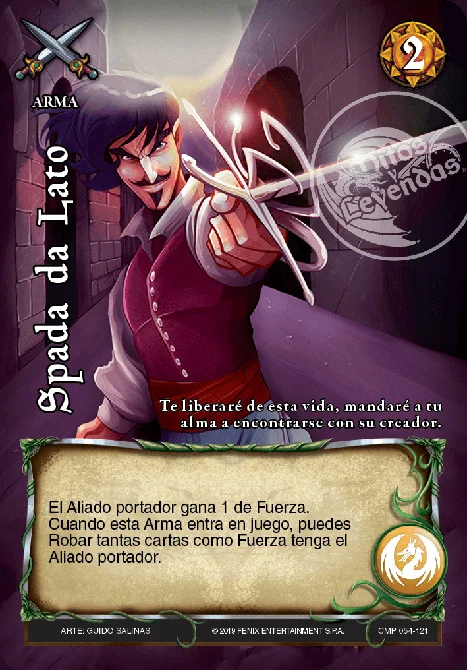 2
ARMA
Mitos y
Leyendas
Spada da Lato
Te liberaré de esta vida, mandaré a tu
alma a encontrarse con su creador.
El Aliado portador gana 1 de Fuerza.
Cuando esta Arma entra en juego, puedes
Robar tantas cartas como Fuerza tenga el
Aliado portador.
ARTE: GUIDO SALINAS
© 2019 FENIX ENTERTAINMENT S.P.A.
CMP 054-121